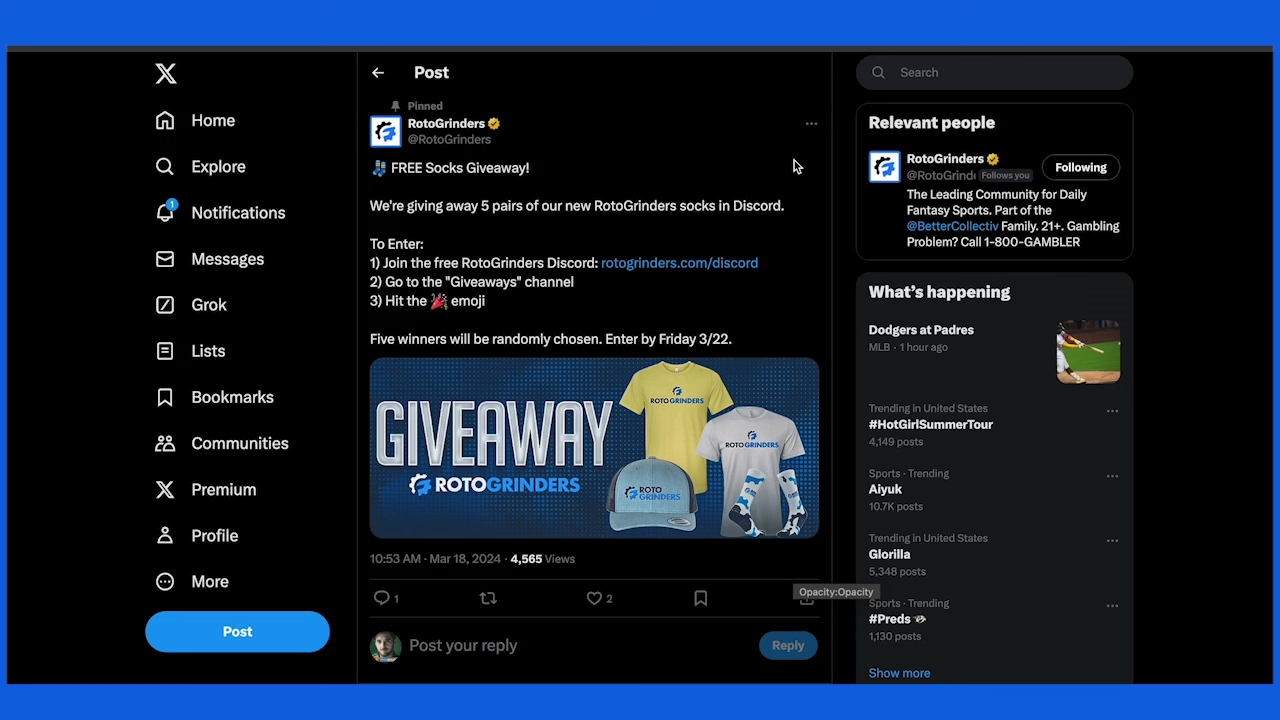 Home
Explore
1
Notifications
Messages
Grok
Lists
Bookmarks
Communities
Premium
Profile
More
Post
Post
Pinned
RotoGrinders
@RotoGrinders
FREE Socks Giveaway!
We're giving away 5 pairs of our new RotoGrinders socks in Discord.
To Enter:
1) Join the free RotoGrinders Discord: rotogrinders.com/discord
2) Go to the "Giveaways" channel
3) Hit the 🎉 emoji
Five winners will be randomly chosen. Enter by Friday 3/22.
GIVEAWAY
ROTOGRINDERS
ROTOGRINDERS
ROTOGRINDERS
ROTO
GRINDERS
10:53 AM · Mar 18, 2024 · 4,565 Views
1
2
Opacity:Opacity
Post your reply
Reply
Search
Relevant people
RotoGrinders
@RotoGrind
Follows you
Following
The Leading Community for Daily
Fantasy Sports. Part of the
@BetterCollectiv Family. 21+. Gambling
Problem? Call 1-800-GAMBLER
What's happening
Dodgers at Padres
MLB · 1 hour ago
Trending in United States
#HotGirlSummerTour
4,149 posts
Sports · Trending
Aiyuk
10.7K posts
Trending in United States
Glorilla
5,348 posts
Sports · Trending
#Preds
1,130 posts
Show more